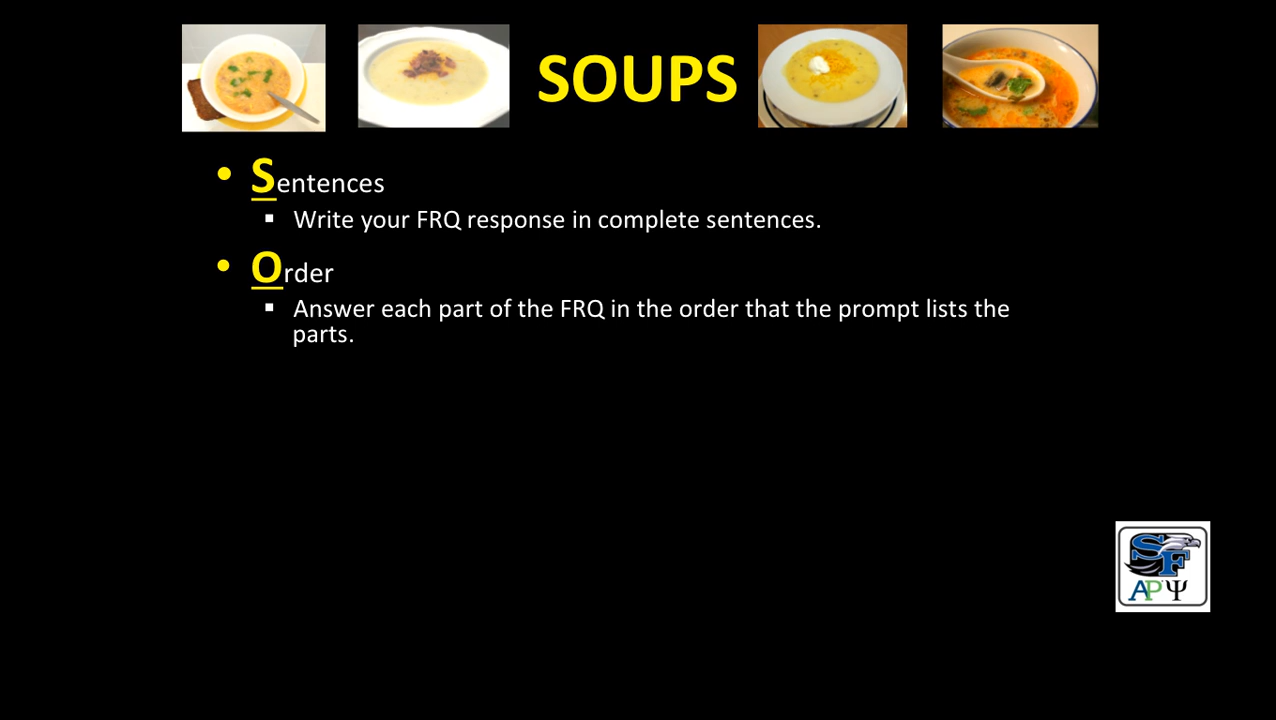 SOUPS
• Sentences
▪ Write your FRQ response in complete sentences.
• Order
▪ Answer each part of the FRQ in the order that the prompt lists the
parts.
SF
AP Ψ